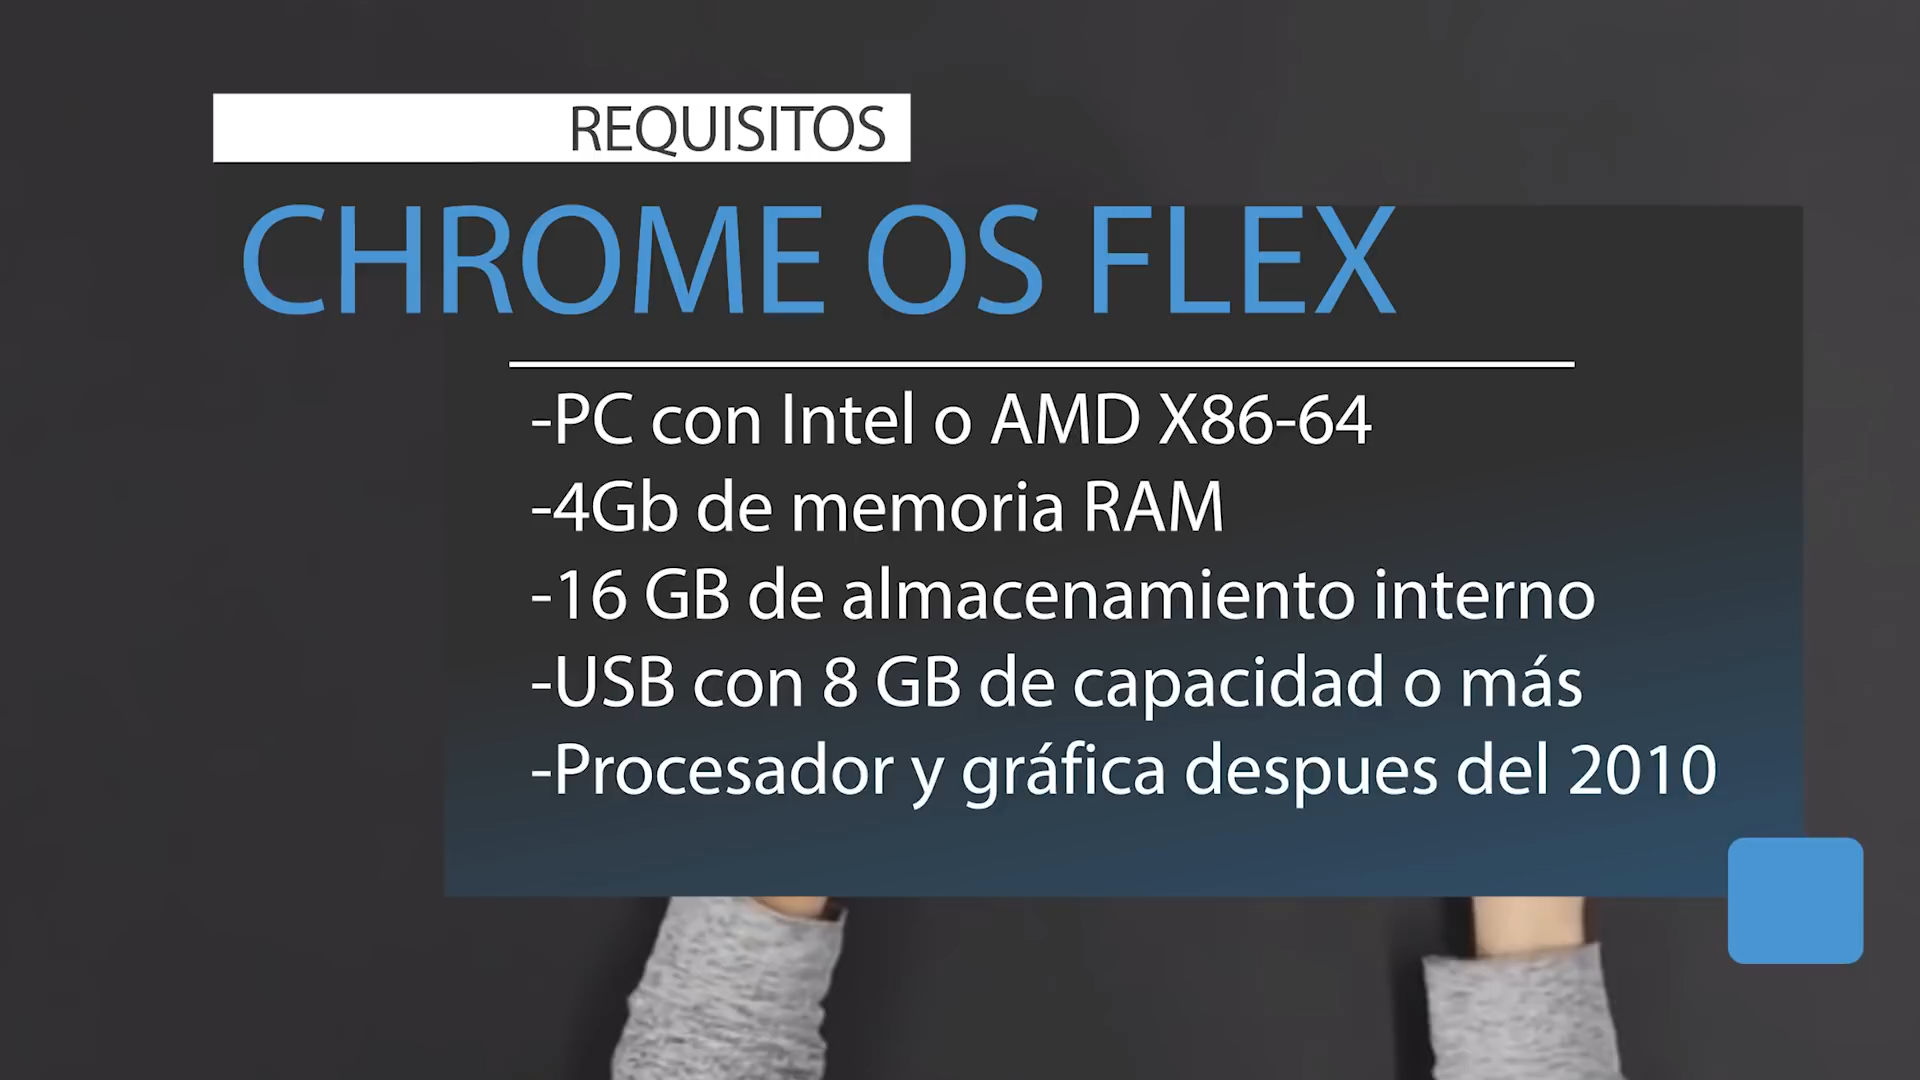 REQUISITOS
CHROME OS FLEX
-PC con Intel o AMD X86-64
-4Gb de memoria RAM
-16 GB de almacenamiento interno
-USB con 8 GB de capacidad o más
-Procesador y gráfica despues del 2010